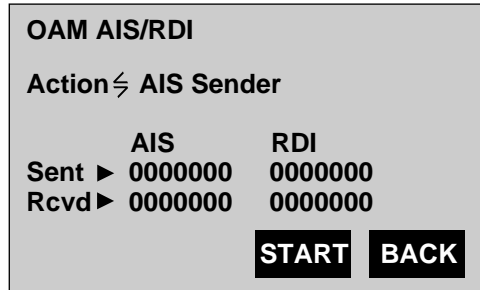 OAM AIS/RDI
Action AIS Sender
AIS RDI
Sent ► 0000000 0000000
Rcvd ► 0000000 0000000
START BACK